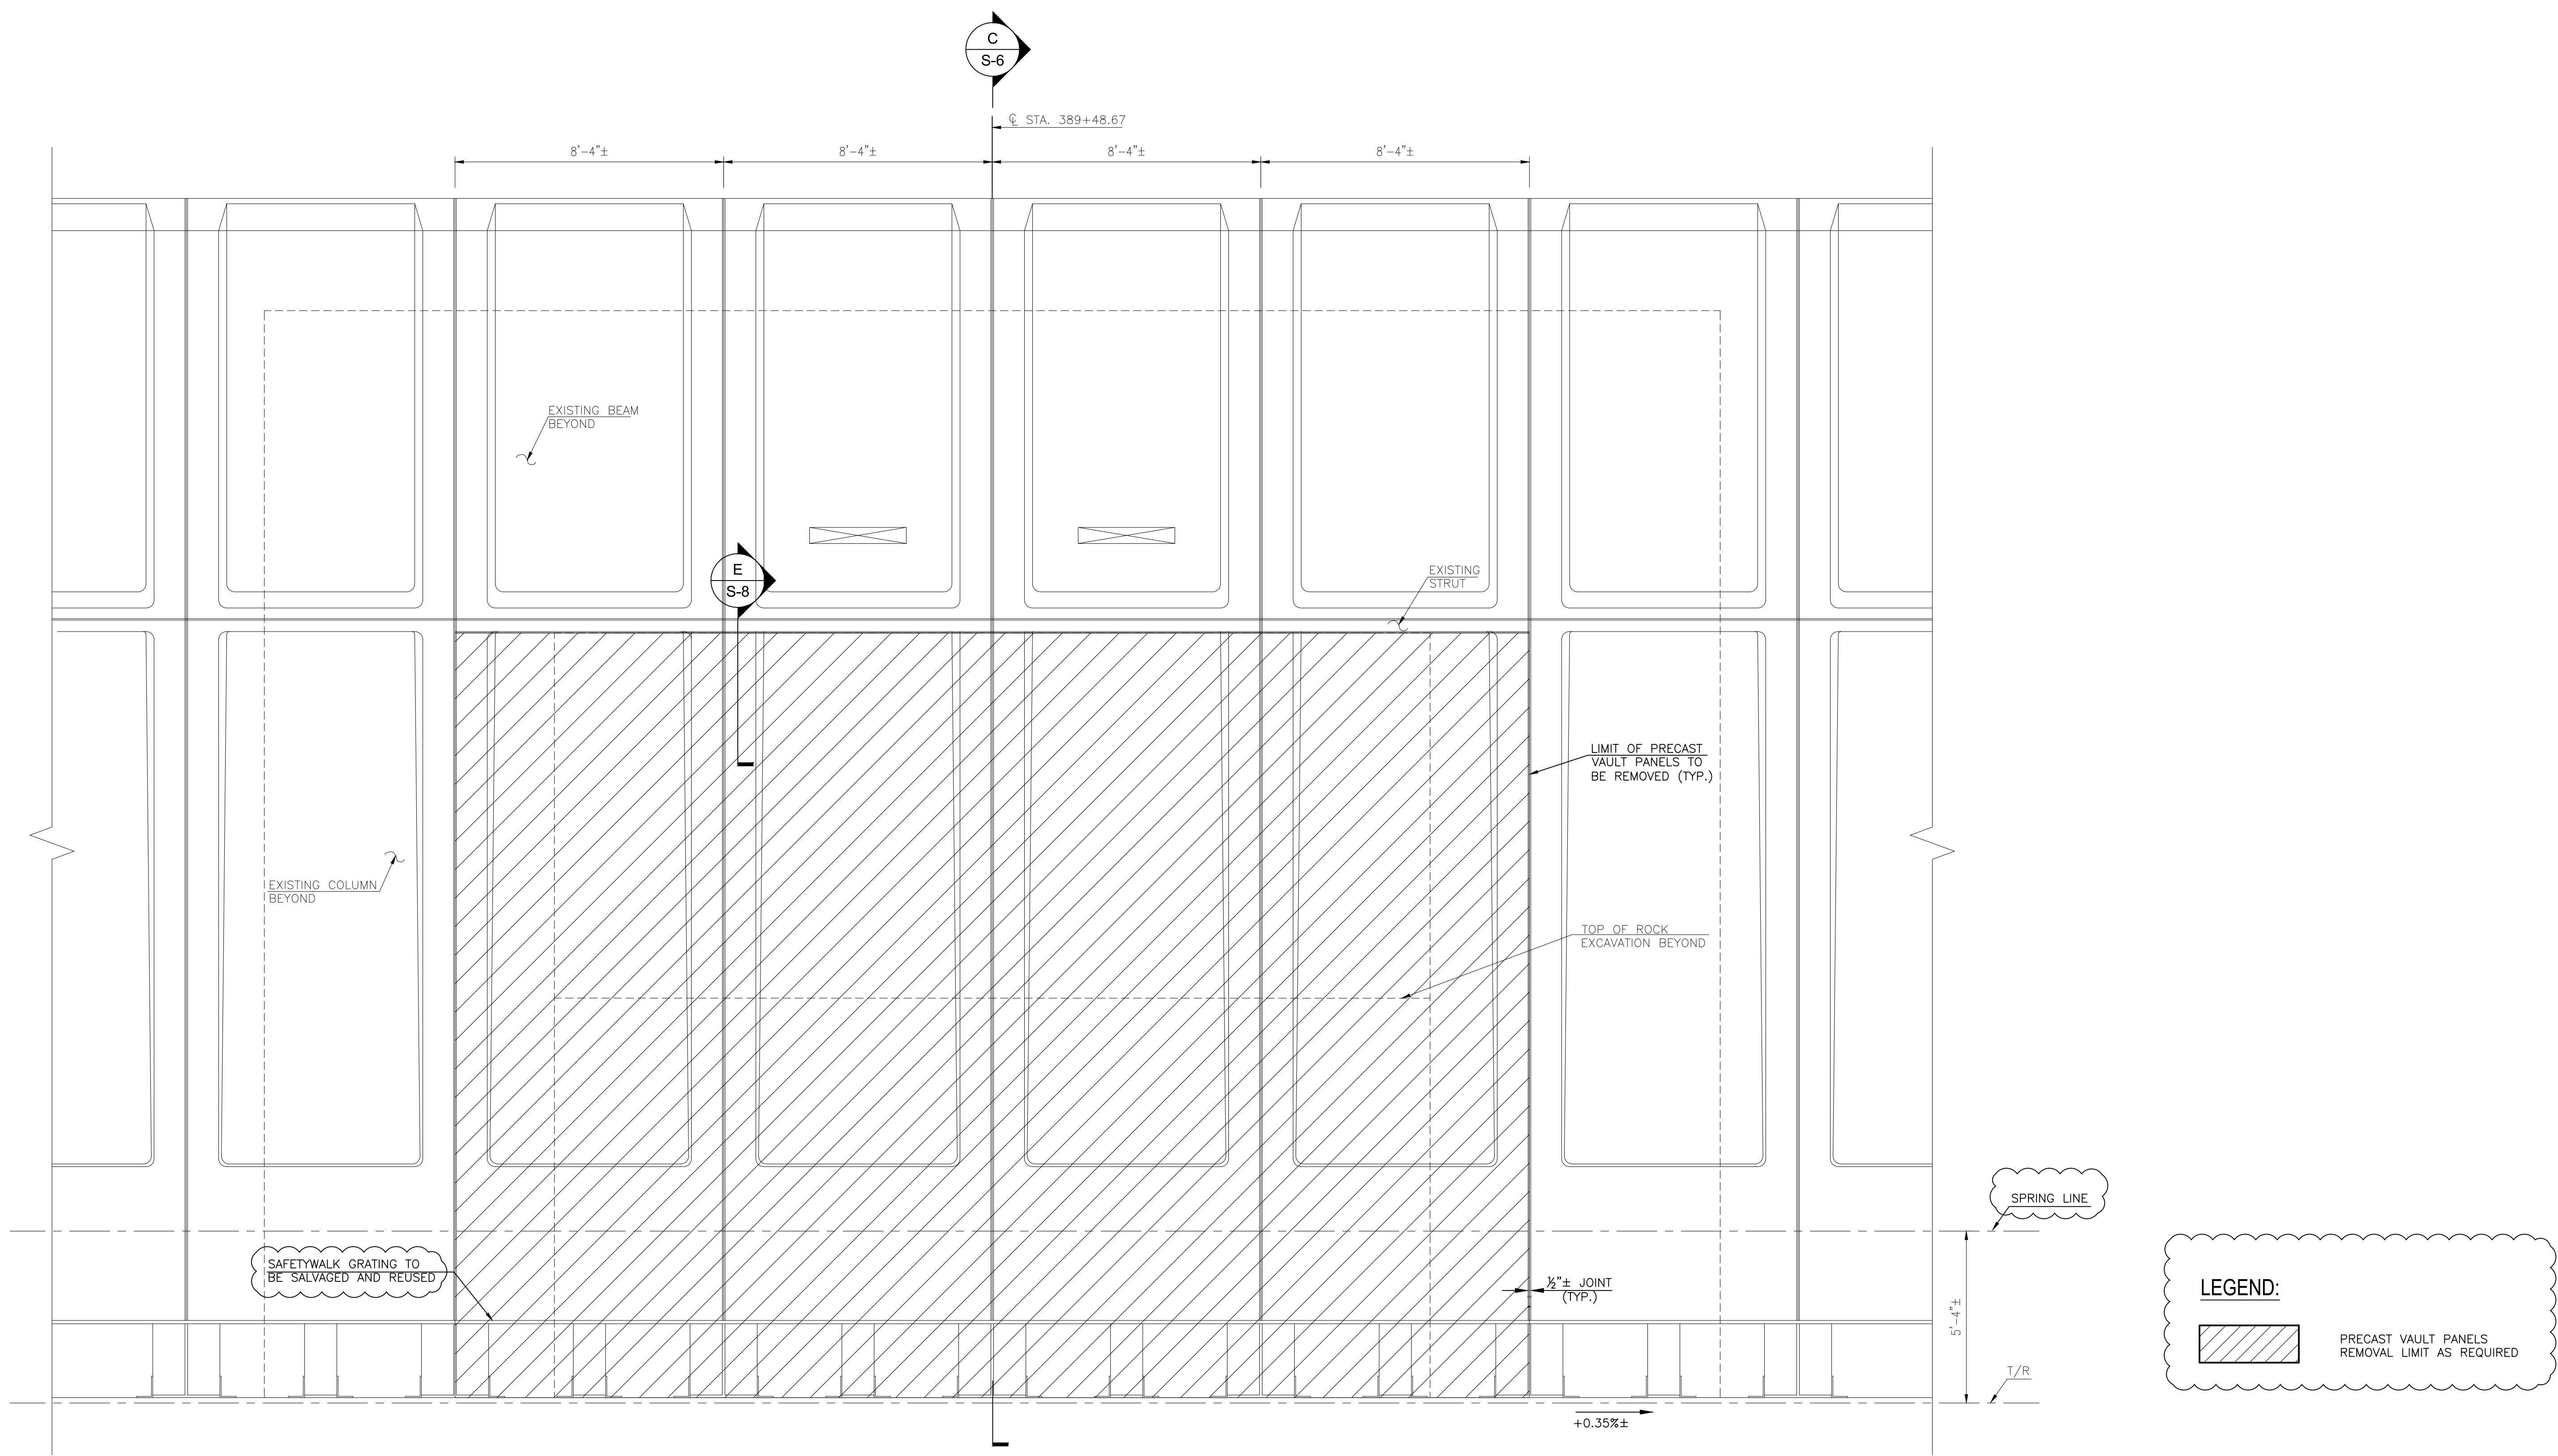 C
S-6
℄ STA. 389+48.67
8'-4"±
8'-4"±
8'-4"±
8'-4"±
EXISTING BEAM
BEYOND
E
S-8
EXISTING
STRUT
LIMIT OF PRECAST
VAULT PANELS TO
BE REMOVED (TYP.)
EXISTING COLUMN
BEYOND
TOP OF ROCK
EXCAVATION BEYOND
SPRING LINE
SAFETYWALK GRATING TO
BE SALVAGED AND REUSED
½"± JOINT
(TYP.)
5'-4"±
T/R
+0.35%±
LEGEND:
PRECAST VAULT PANELS
REMOVAL LIMIT AS REQUIRED